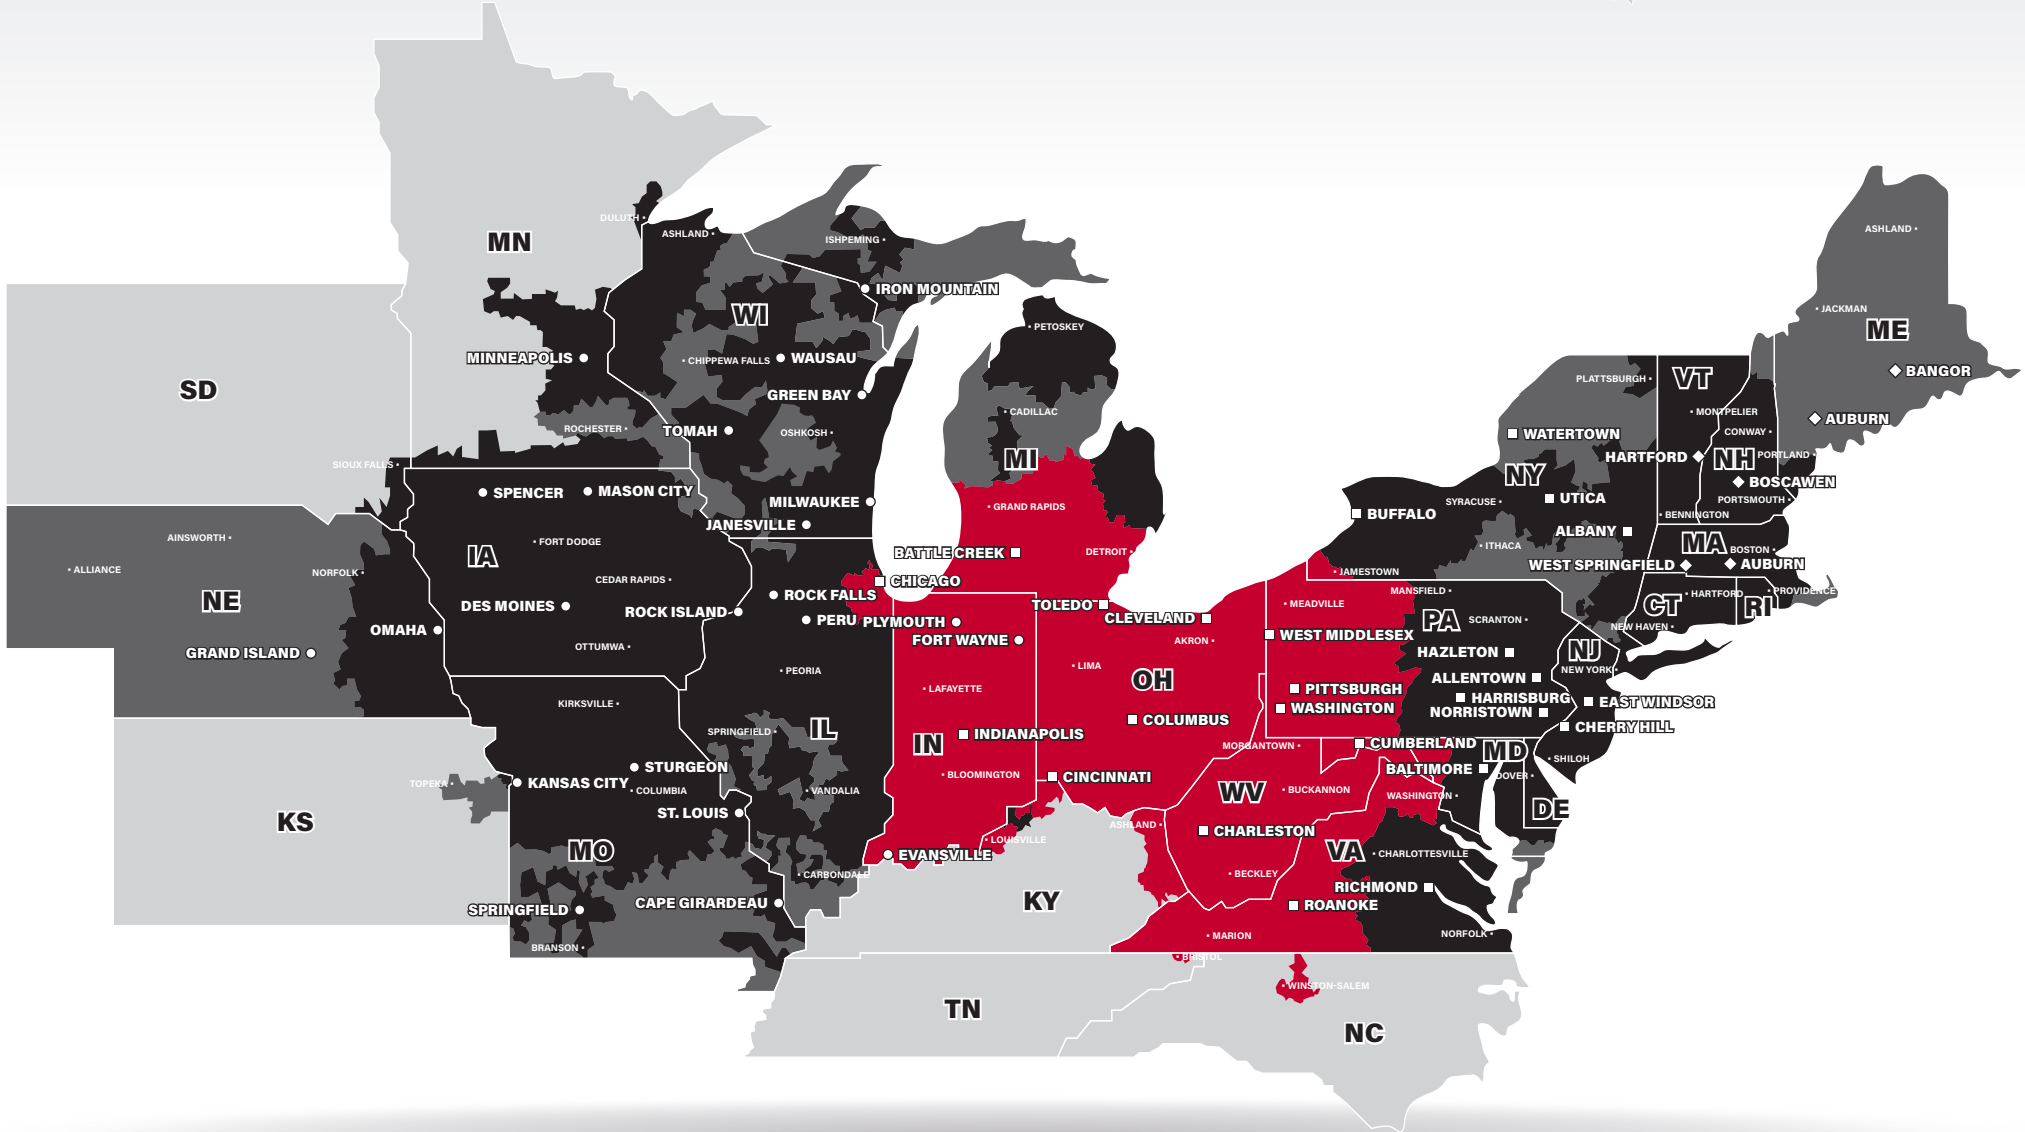 DULUTH
ASHLAND
ASHLAND
ISHPEMING
MN
IRON MOUNTAIN
JACKMAN
WI
PETOSKEY
ME
MINNEAPOLIS
CHIPPEWA FALLS
WAUSAU
BANGOR
PLATTSBURGH
VT
SD
GREEN BAY
CADILLAC
MONTPELIER
AUBURN
ROCHESTER
TOMAH
OSHKOSH
WATERTOWN
CONWAY
HARTFORD
NH
PORTLAND
SIOUX FALLS
MI
NY
BOSCAWEN
SPENCER
MASON CITY
MILWAUKEE
GRAND RAPIDS
SYRACUSE
UTICA
PORTSMOUTH
BUFFALO
BENNINGTON
JANESVILLE
ALBANY
AINSWORTH
FORT DODGE
IA
BATTLE CREEK
DETROIT
ITHACA
MA
BOSTON
WEST SPRINGFIELD
AUBURN
ALLIANCE
NORFOLK
JAMESTOWN
CEDAR RAPIDS
CHICAGO
MANSFIELD
HARTFORD
PROVIDENCE
NE
ROCK FALLS
DES MOINES
ROCK ISLAND
TOLEDO
MEADVILLE
CT
RI
PERU
PLYMOUTH
CLEVELAND
PA
SCRANTON
NEW HAVEN
OMAHA
FORT WAYNE
AKRON
WEST MIDDLESEX
GRAND ISLAND
OTTUMWA
HAZLETON
NJ
PEORIA
LIMA
NEW YORK
OH
ALLENTOWN
LAFAYETTE
PITTSBURGH
HARRISBURG
EAST WINDSOR
KIRKSVILLE
WASHINGTON
NORRISTOWN
COLUMBUS
CHERRY HILL
SPRINGFIELD
IL
INDIANAPOLIS
IN
MORGANTOWN
CUMBERLAND
MD
SHILOH
STURGEON
BALTIMORE
DOVER
TOPEKA
KANSAS CITY
BLOOMINGTON
CINCINNATI
COLUMBIA
VANDALIA
WV
BUCKANNON
WASHINGTON
DE
ST. LOUIS
KS
ASHLAND
CHARLESTON
LOUISVILLE
MO
EVANSVILLE
VA
CHARLOTTESVILLE
CARBONDALE
BECKLEY
RICHMOND
CAPE GIRARDEAU
KY
ROANOKE
SPRINGFIELD
MARION
NORFOLK
BRANSON
BRISTOL
WINSTON-SALEM
TN
NC